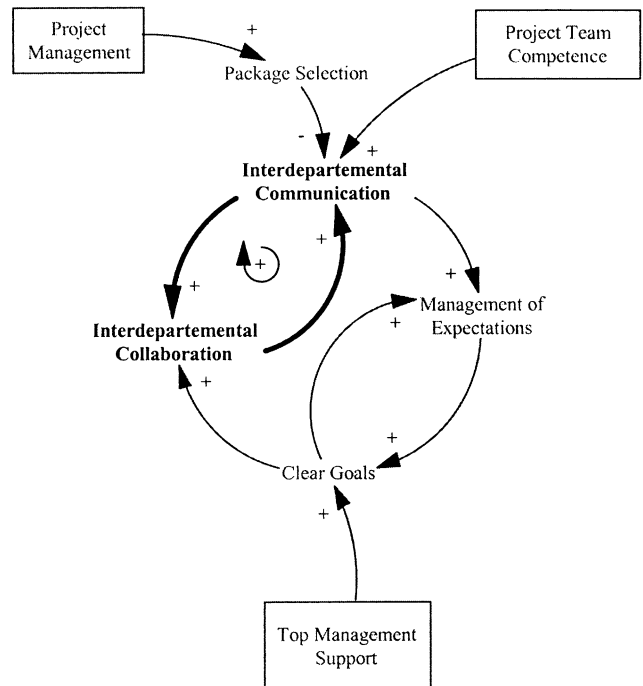 Project
Management
+
Package Selection
Project Team
Competence
-
+
Interdepartemental
Communication
+
+
+
+
Management of
Expectations
+
Interdepartemental
Collaboration
+
+
Clear Goals
+
Top Management
Support